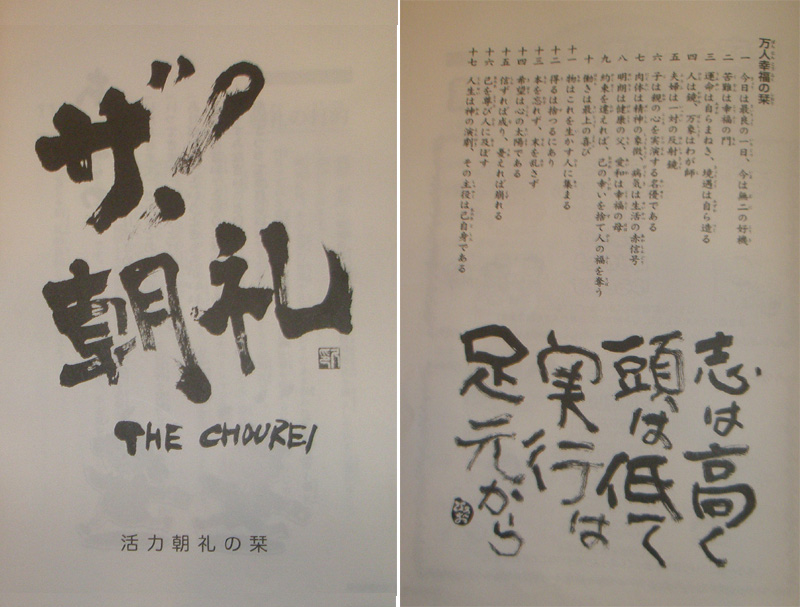 ザ！
朝礼
THE CHOUREI
活力朝礼の栞
万人幸福の栞
一 今日は最良の一日、今は無二の好機
二 苦難は幸福の門
三 運命は自らまねき、境遇は自ら造る
四 人は鏡、万象はわが師
五 夫婦は一対の反射鏡
六 子は親の心を実演する名優である
七 肉体は精神の象徴、病気は生活の赤信号
八 明朗は健康の父、愛和は幸福の母
九 約束を違えれば、己の幸いを捨て人の福を奪う
十 働きは最上の喜び
十一 物はこれを生かす人に集まる
十二 得るは捨つるにあり
十三 本を忘れず、末を乱さず
十四 希望は心の太陽である
十五 信ずれば成り、憂えれば崩れる
十六 己を尊び人に及ぼす
十七 人生は神の演劇、その主役は己自身である
志は高く
頭は低く
実行は
足元から